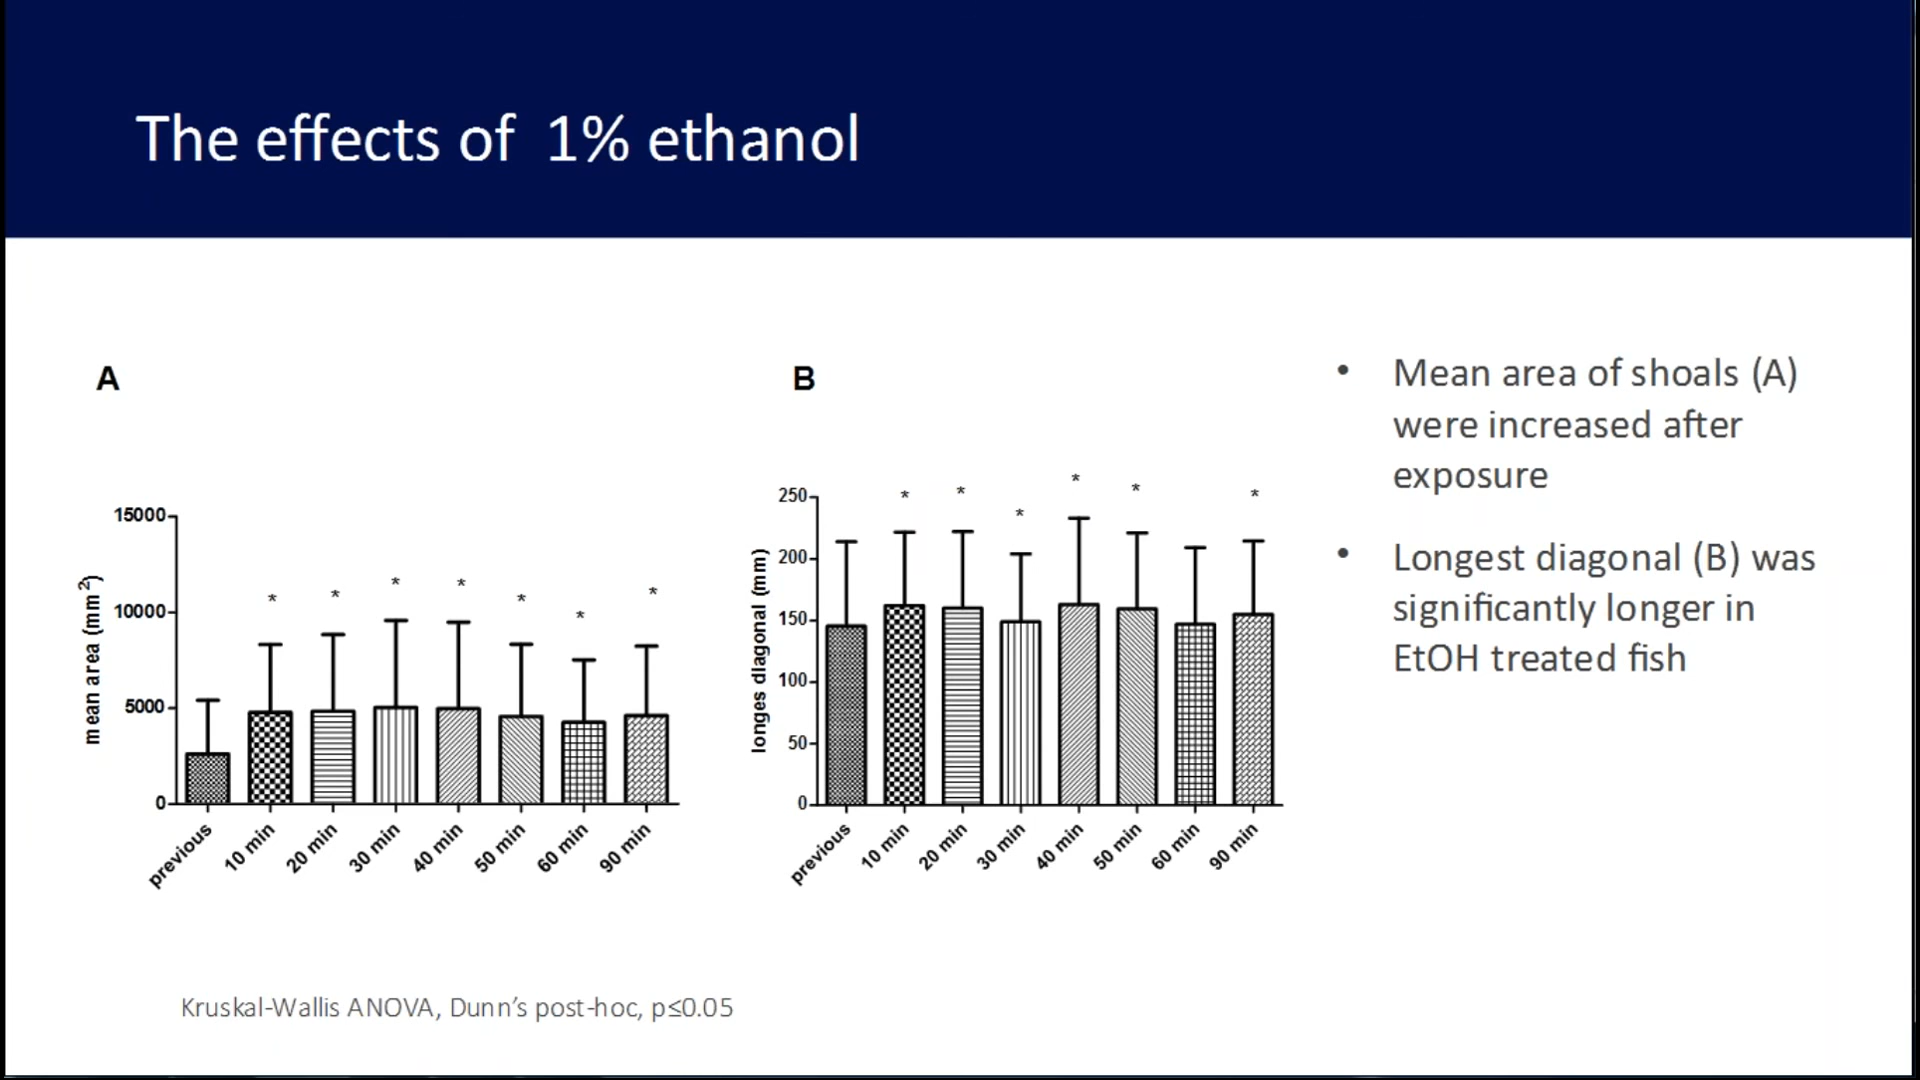 The effects of 1% ethanol
A
15000
10000
5000
0
mean area (mm2)
* * * * * * *
previous 10 min 20 min 30 min 40 min 50 min 60 min 90 min
B
250
200
150
100
50
0
longes diagonal (mm)
* * * * * *
previous 10 min 20 min 30 min 40 min 50 min 60 min 90 min
• Mean area of shoals (A)
were increased after
exposure
• Longest diagonal (B) was
significantly longer in
EtOH treated fish
Kruskal-Wallis ANOVA, Dunn’s post-hoc, p≤0.05